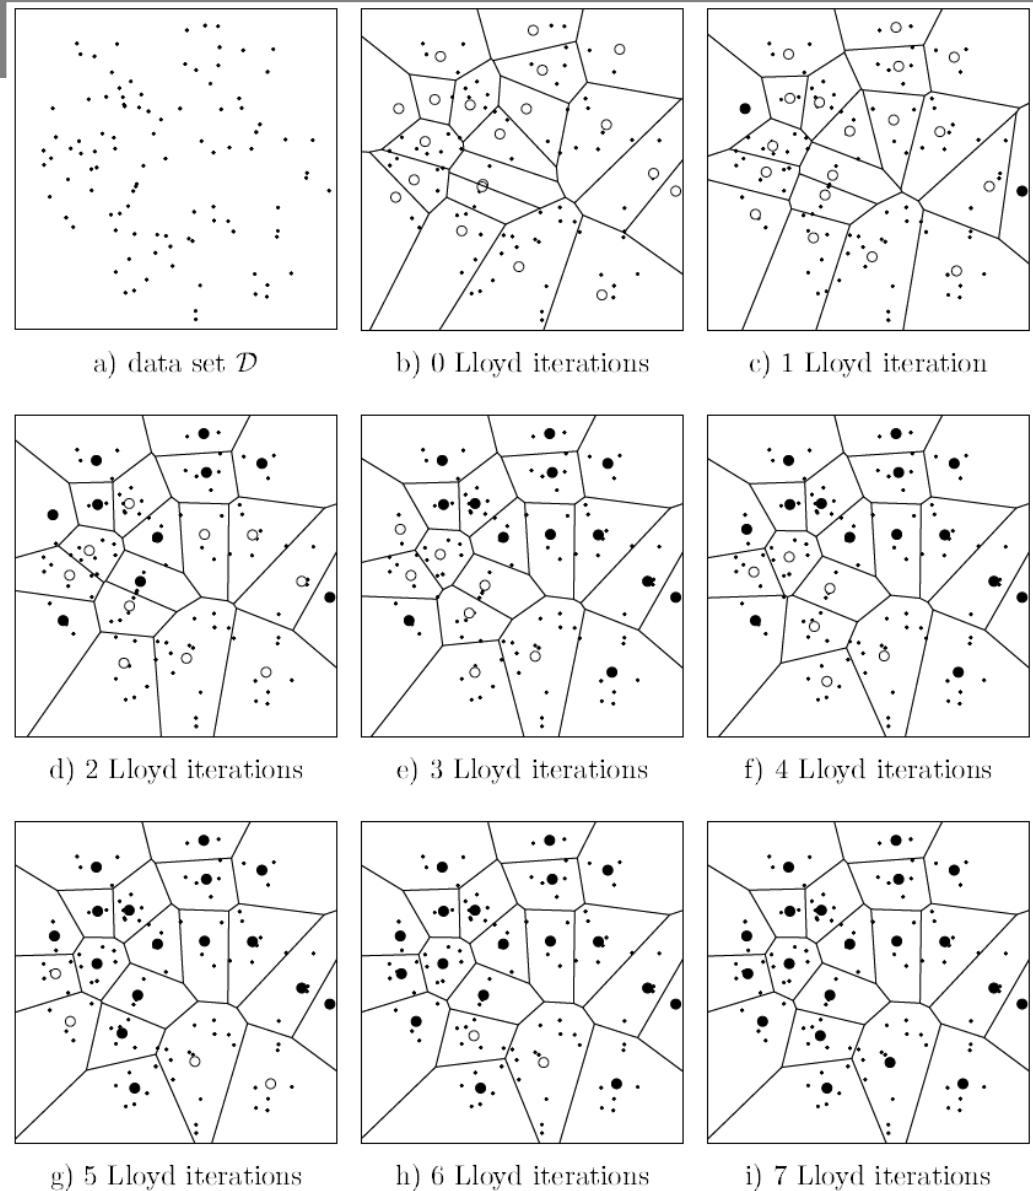 a) data set 𝒟
b) 0 Lloyd iterations
c) 1 Lloyd iteration
d) 2 Lloyd iterations
e) 3 Lloyd iterations
f) 4 Lloyd iterations
g) 5 Lloyd iterations
h) 6 Lloyd iterations
i) 7 Lloyd iterations